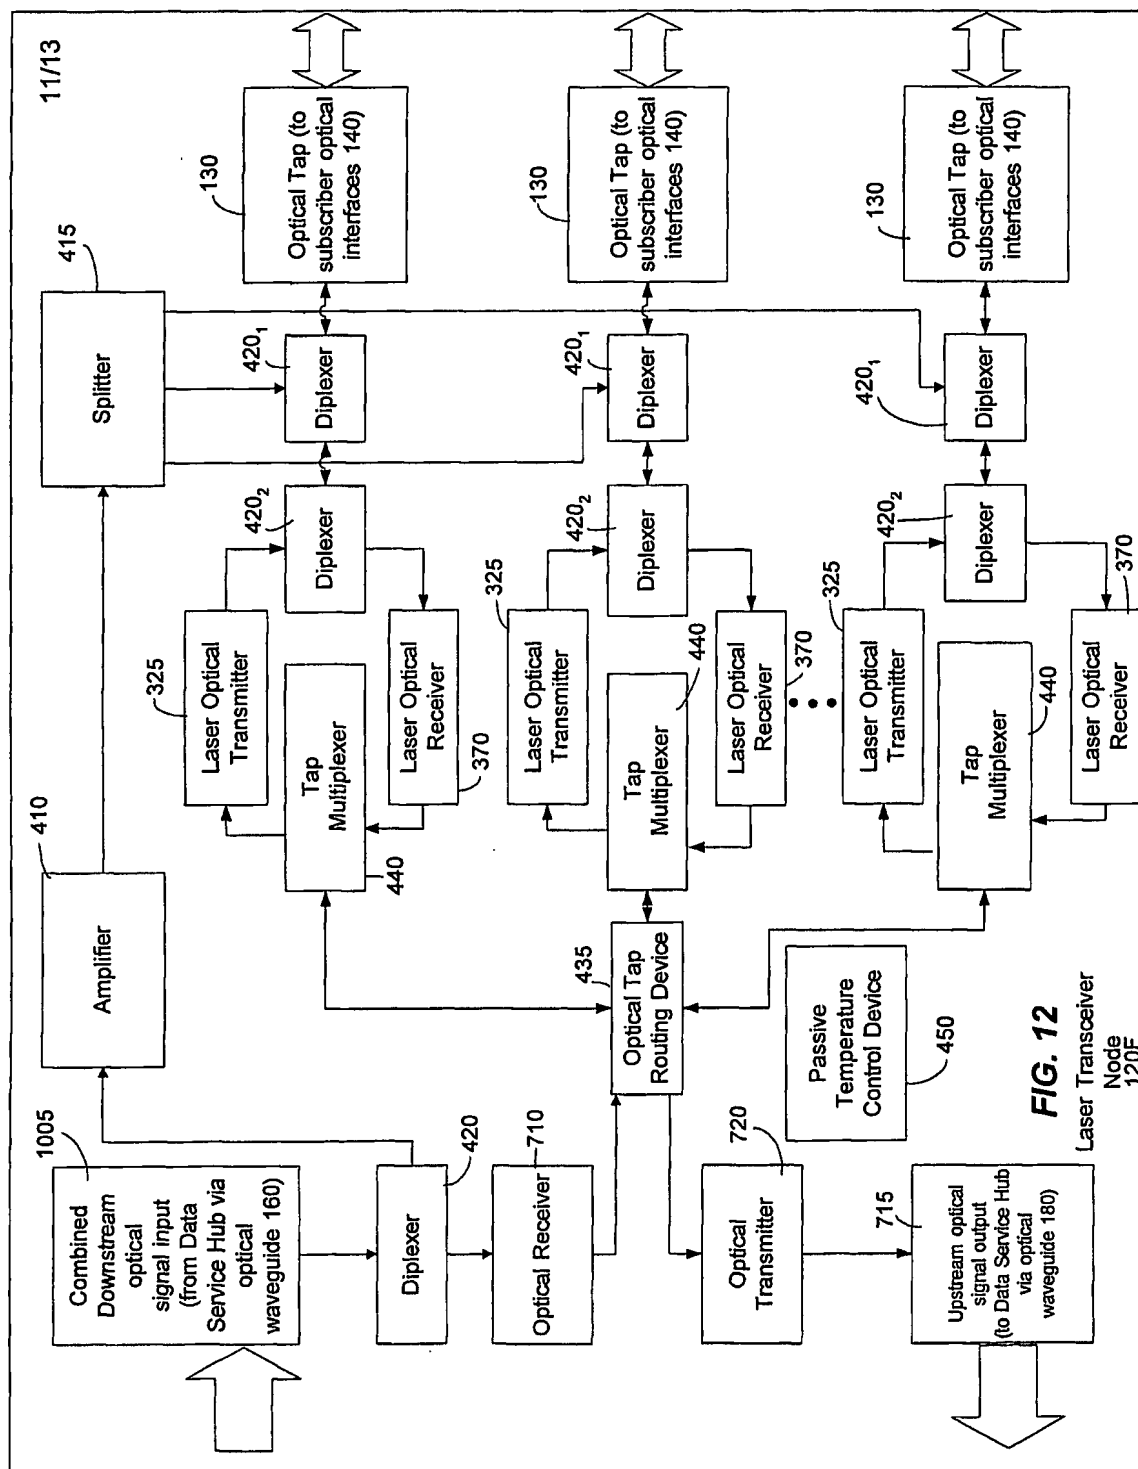 11/13
1005
Combined
Downstream
optical
signal input
(from Data
Service Hub via
optical
waveguide 160)
410
Amplifier
415
Splitter
420
Diplexer
710
Optical Receiver
720
Optical
Transmitter
715
Upstream optical
signal output
(to Data Service Hub
via optical
waveguide 180)
435
Optical Tap
Routing Device
Passive
Temperature
Control Device
450
325
Laser Optical
Transmitter
Tap
Multiplexer
440
Laser Optical
Receiver
370
420₂
Diplexer
420₁
Diplexer
130
Optical Tap (to
subscriber optical
interfaces 140)
325
Laser Optical
Transmitter
Tap
Multiplexer
440
Laser Optical
Receiver
370
420₂
Diplexer
420₁
Diplexer
130
Optical Tap (to
subscriber optical
interfaces 140)
325
Laser Optical
Transmitter
Tap
Multiplexer
440
Laser Optical
Receiver
370
420₂
Diplexer
420₁
Diplexer
130
Optical Tap (to
subscriber optical
interfaces 140)
FIG. 12
Laser Transceiver
Node
120F